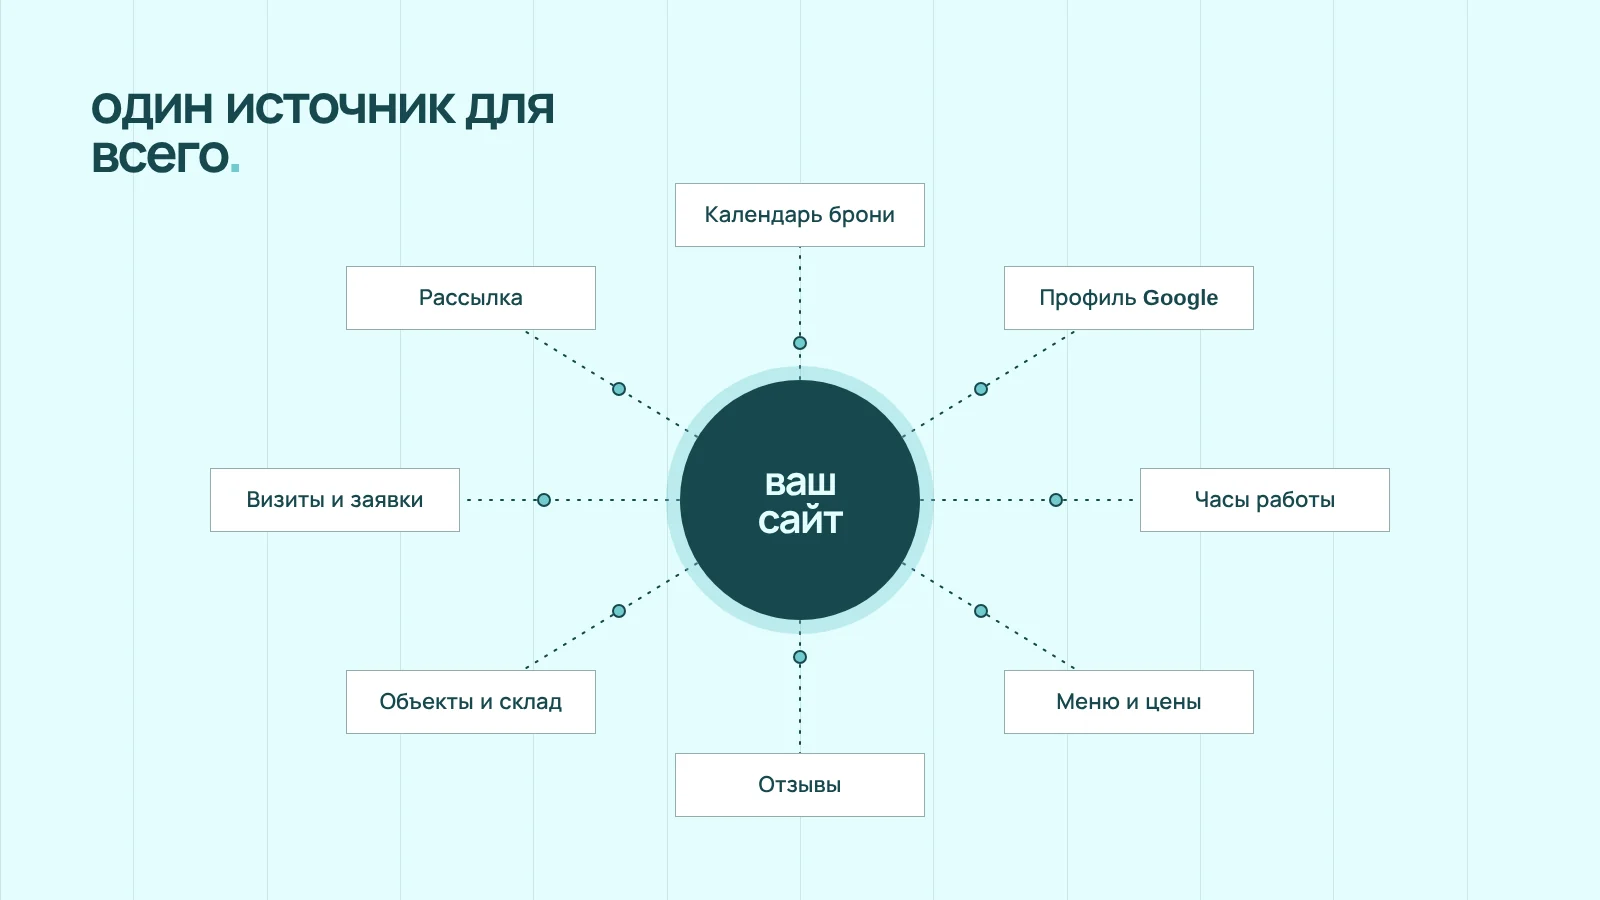 один источник для
всего.
Календарь брони
Рассылка
Профиль Google
Визиты и заявки
ваш
сайт
Часы работы
Объекты и склад
Меню и цены
Отзывы